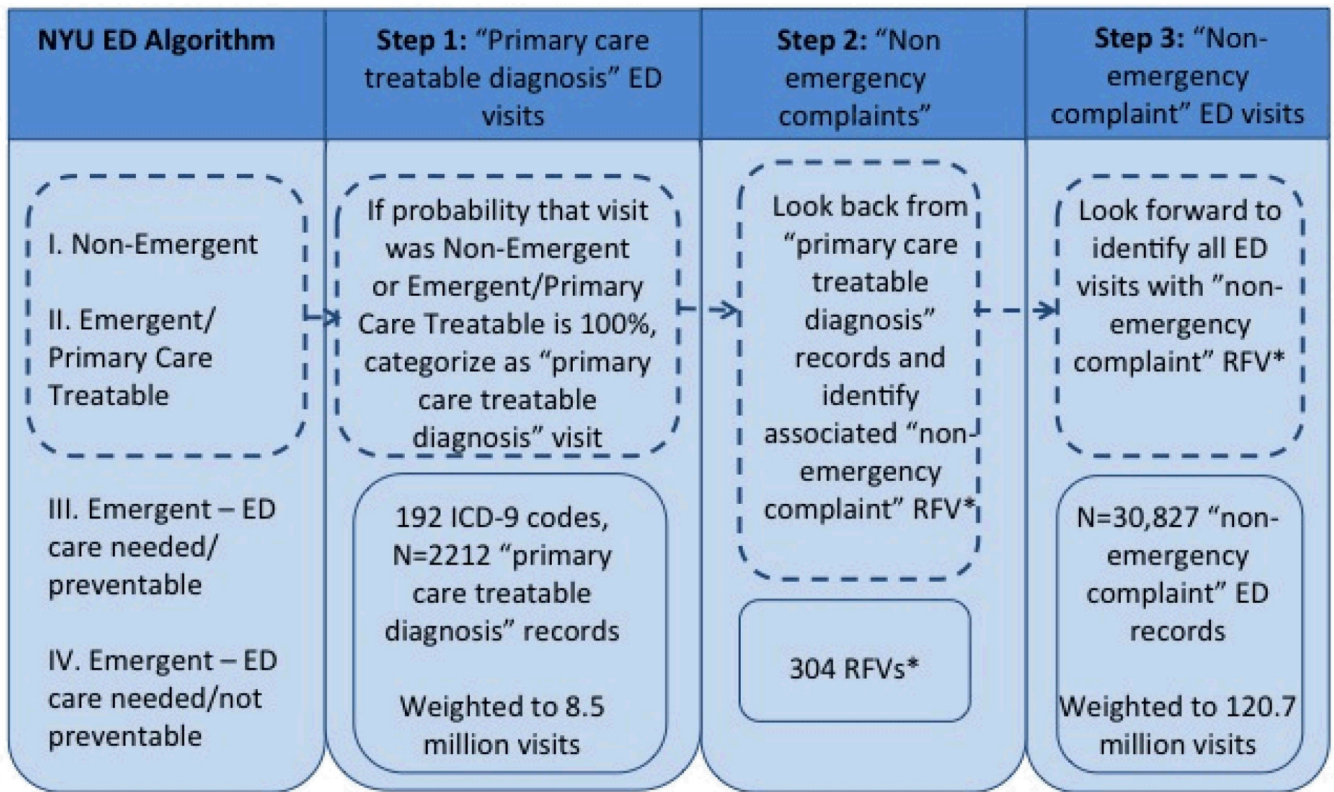 NYU ED Algorithm
I. Non-Emergent
II. Emergent/
Primary Care
Treatable
III. Emergent – ED
care needed/
preventable
IV. Emergent – ED
care needed/not
preventable
Step 1: “Primary care
treatable diagnosis” ED
visits
If probability that visit
was Non-Emergent
or Emergent/Primary
Care Treatable is 100%,
categorize as “primary
care treatable
diagnosis” visit
192 ICD-9 codes,
N=2212 “primary
care treatable
diagnosis” records
Weighted to 8.5
million visits
Step 2: “Non
emergency
complaints”
Look back from
“primary care
treatable
diagnosis”
records and
identify
associated “non-
emergency
complaint” RFV*
304 RFVs*
Step 3: “Non-
emergency
complaint” ED visits
Look forward to
identify all ED
visits with ”non-
emergency
complaint” RFV*
N=30,827 “non-
emergency
complaint” ED
records
Weighted to 120.7
million visits